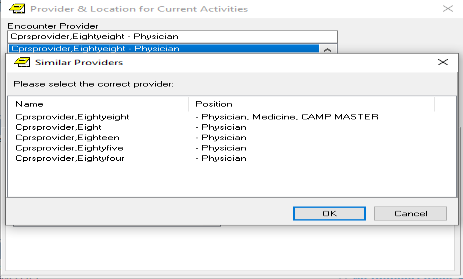 Provider & Location for Current Activities
Encounter Provider
Cprsprovider,Eightyeight - Physician
Cprsprovider,Eightyeight - Physician
Similar Providers
Please select the correct provider:
Name Position
Cprsprovider,Eightyeight - Physician, Medicine, CAMP MASTER
Cprsprovider,Eight - Physician
Cprsprovider,Eighteen - Physician
Cprsprovider,Eightyfive - Physician
Cprsprovider,Eightyfour - Physician
OK Cancel